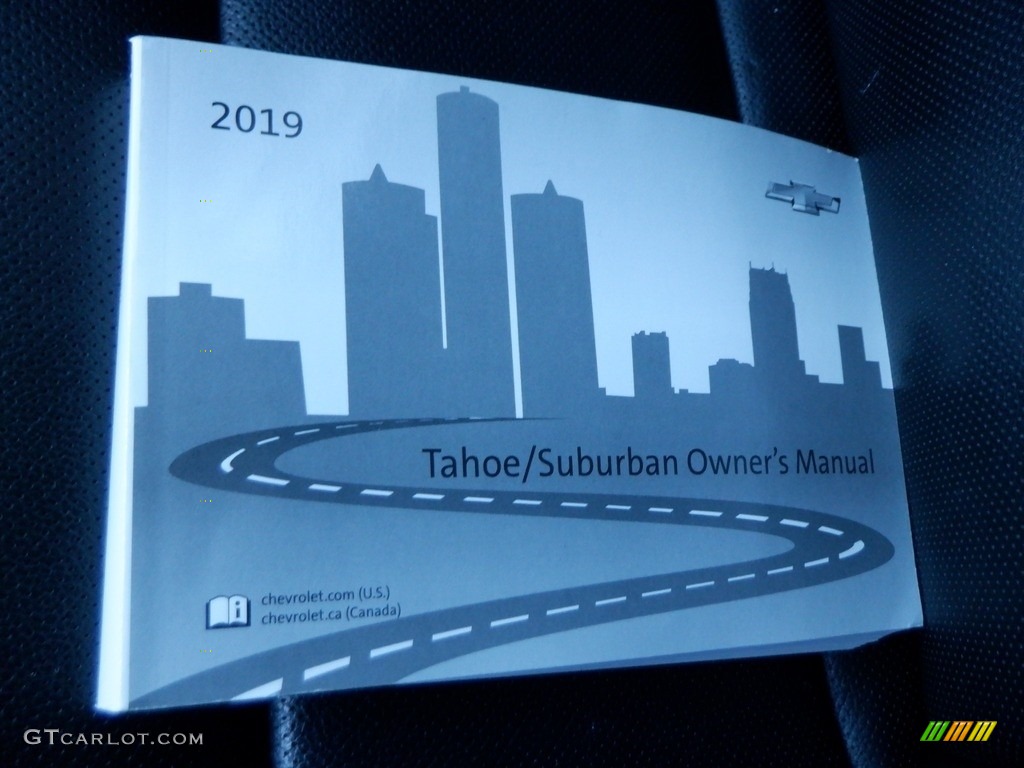 2019
Tahoe/Suburban Owner's Manual
chevrolet.com (U.S.)
chevrolet.ca (Canada)
GTCARLOT.COM